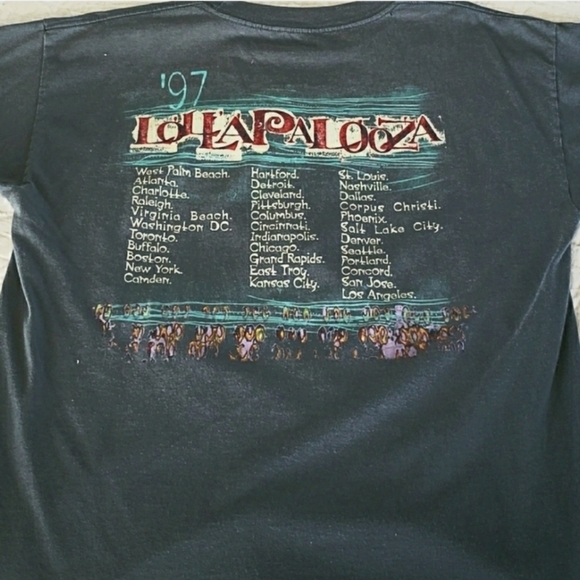 '97
LOLLAPALOOZA
West Palm Beach.
Atlanta.
Charlotte.
Raleigh.
Virginia Beach.
Washington DC.
Toronto.
Buffalo.
Boston.
New York
Camden.
Hartford.
Detroit.
Cleveland.
Pittsburgh.
Columbus.
Cincinnati.
Indianapolis.
Chicago.
Grand Rapids.
East Troy.
Kansas City.
St. Louis.
Nashville.
Dallas.
Corpus Christi.
Phoenix.
Salt Lake City.
Denver.
Seattle.
Portland.
Concord.
San Jose.
Los Angeles.